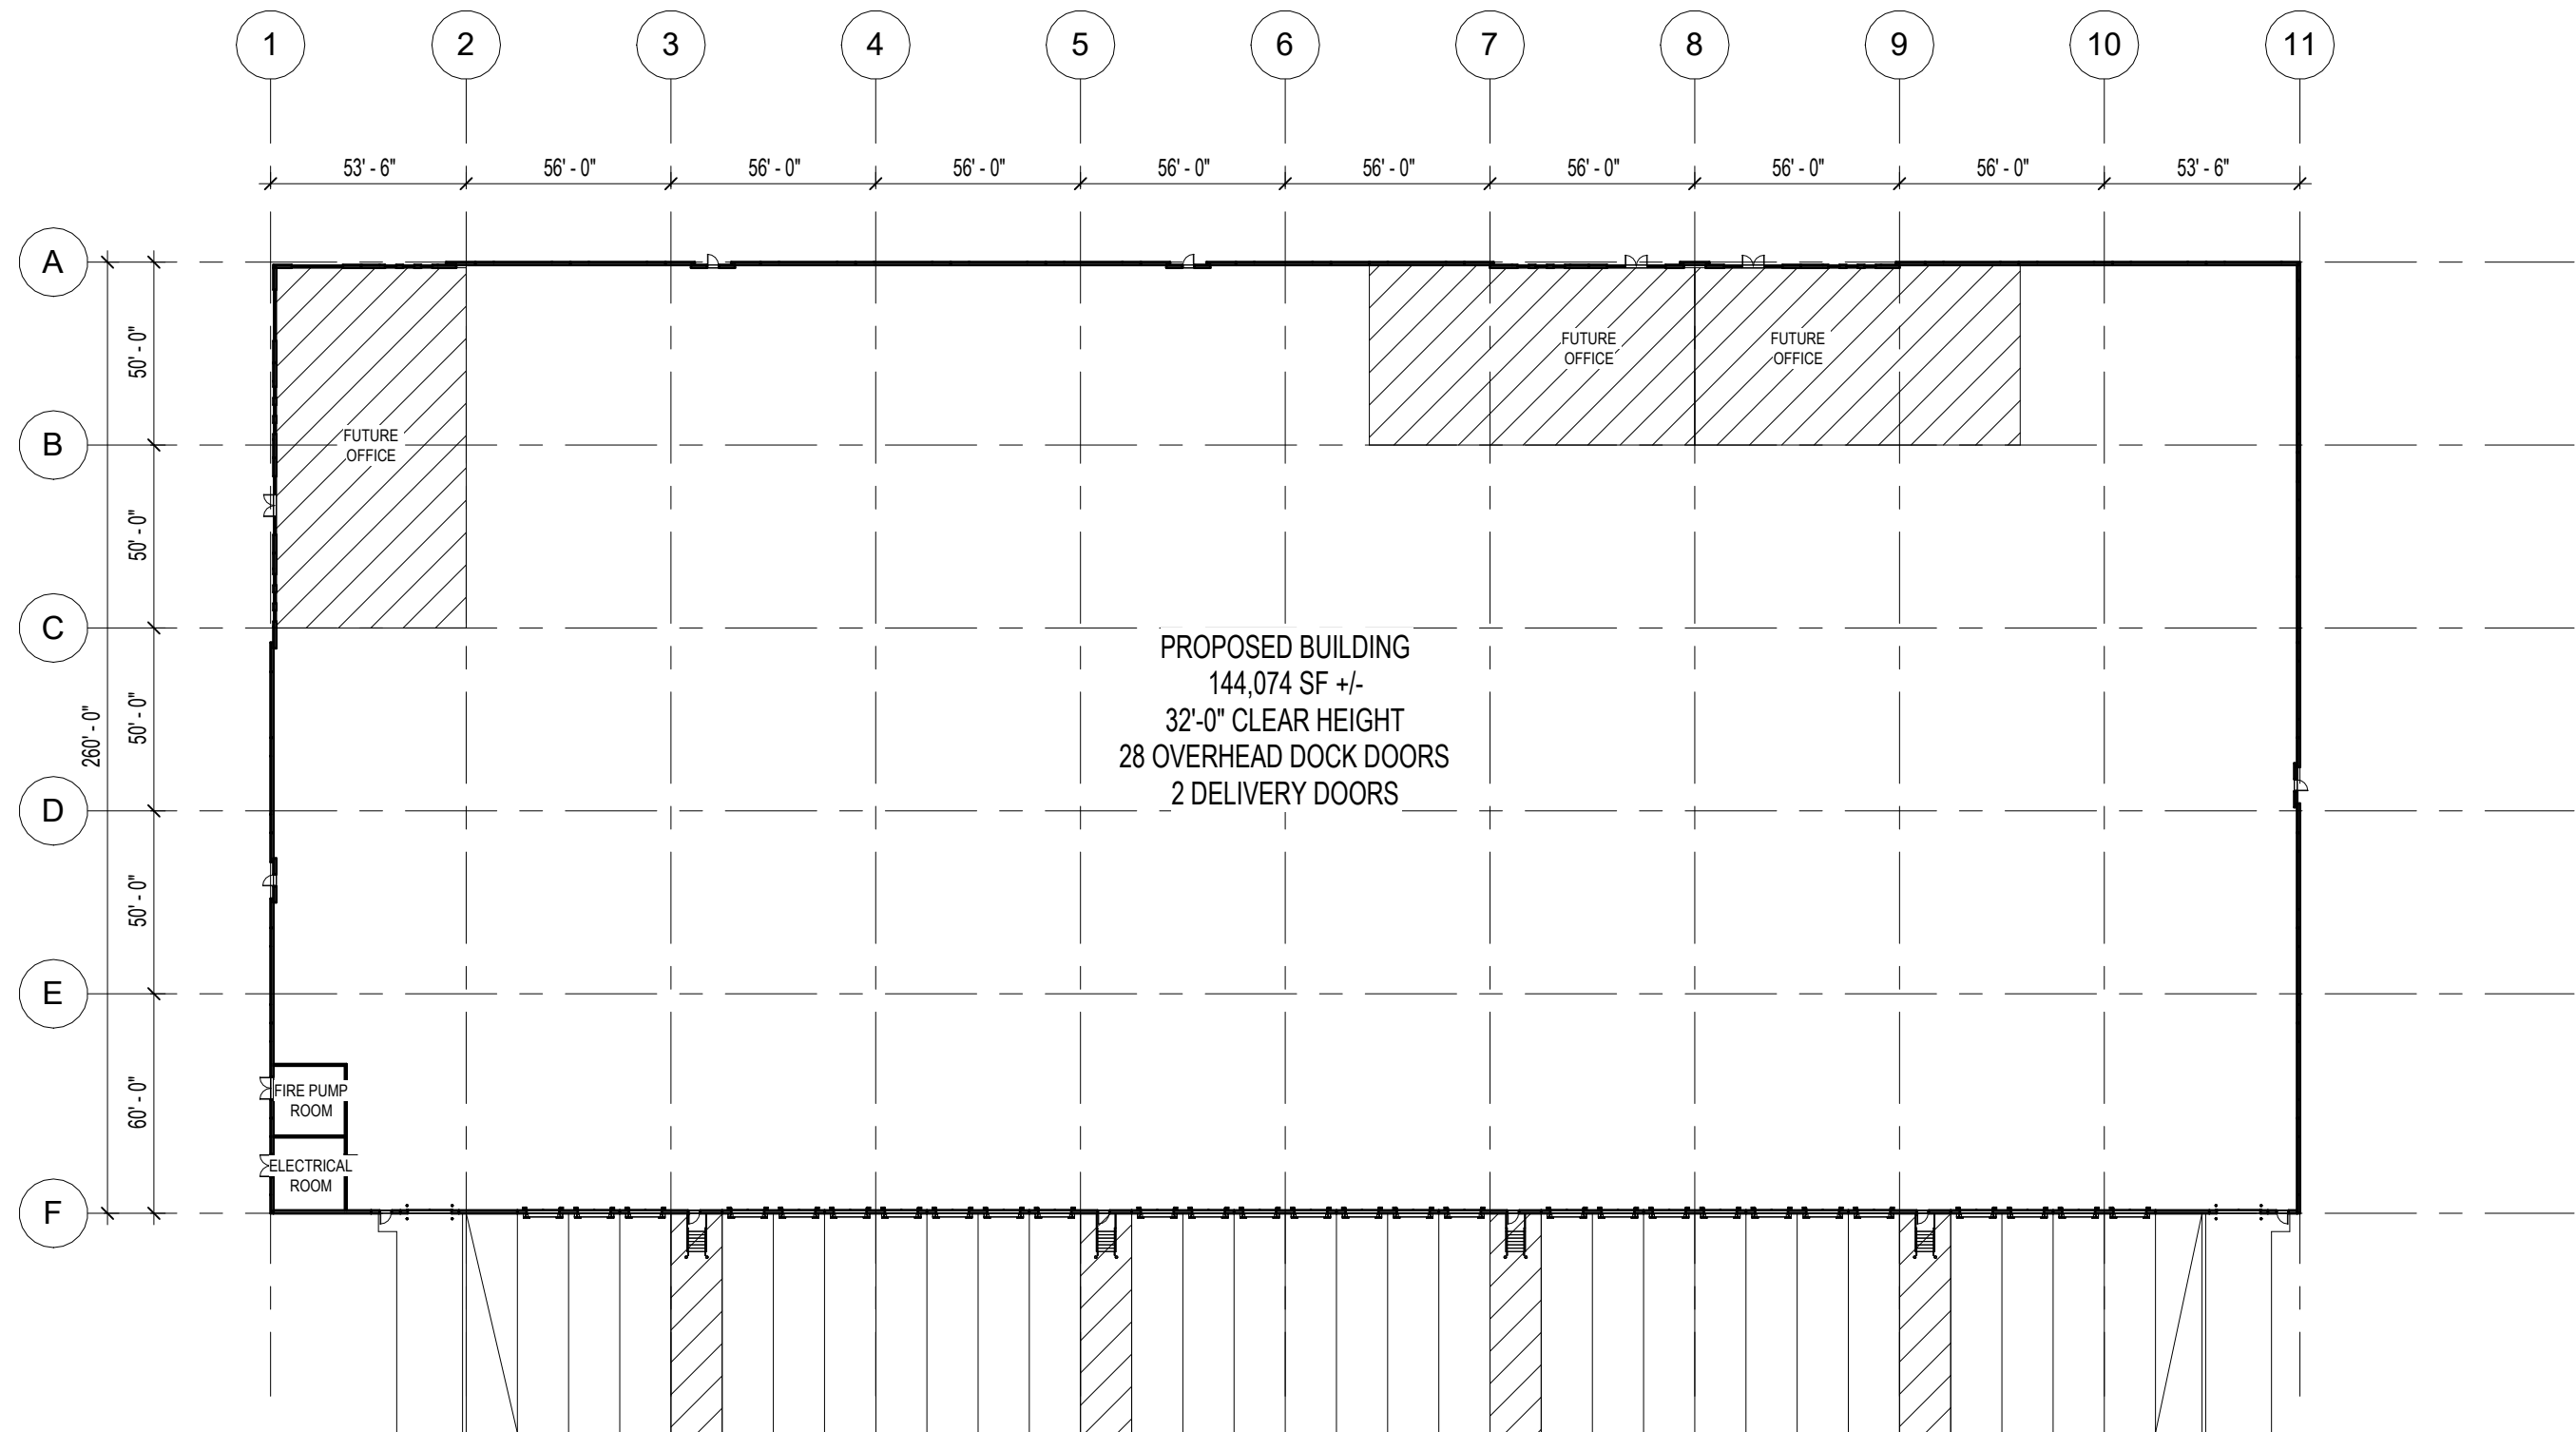 1 2 3 4 5 6 7 8 9 10 11
53' - 6" 56' - 0" 56' - 0" 56' - 0" 56' - 0" 56' - 0" 56' - 0" 56' - 0" 56' - 0" 53' - 6"
A
50' - 0"
FUTURE
OFFICE
FUTURE
OFFICE
B
FUTURE
OFFICE
50' - 0"
C
50' - 0"
260' - 0"
PROPOSED BUILDING
144,074 SF +/-
32'-0" CLEAR HEIGHT
28 OVERHEAD DOCK DOORS
2 DELIVERY DOORS
D
50' - 0"
E
60' - 0"
FIRE PUMP
ROOM
ELECTRICAL
ROOM
F